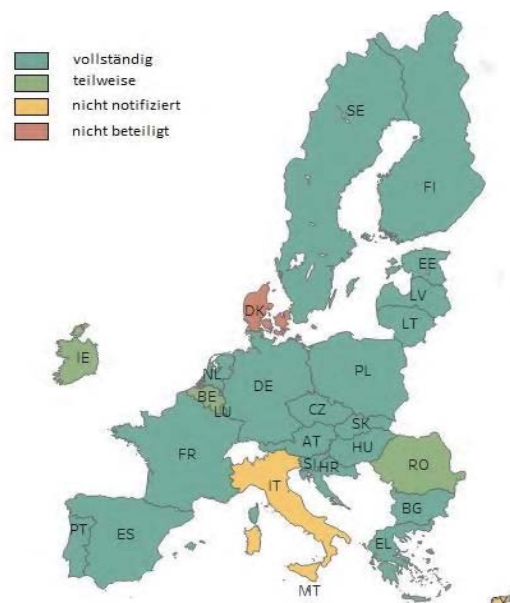 vollständig
teilweise
nicht notifiziert
nicht beteiligt
SE
FI
EE
LV
LT
DK
IE
NL
BE
LU
DE
PL
CZ
SK
AT
HU
FR
SI
HR
RO
IT
BG
PT
ES
EL
MT